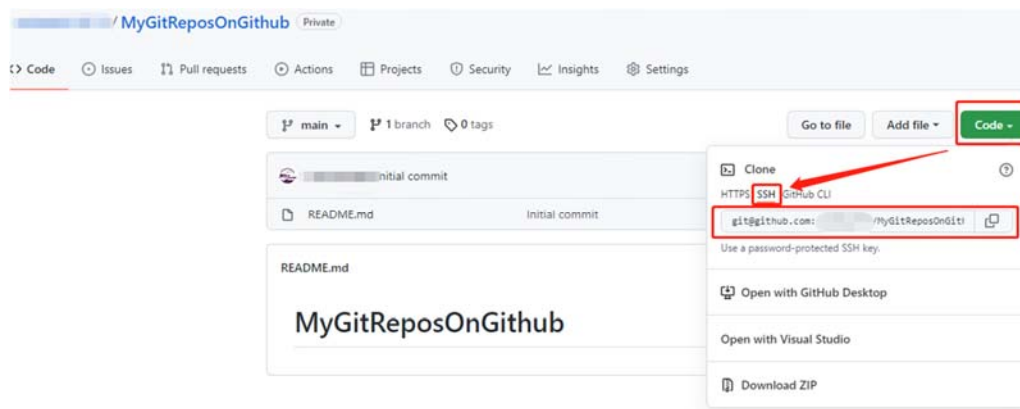 / MyGitReposOnGithub Private
<> Code Issues Pull requests Actions Projects Security Insights Settings
main 1 branch 0 tags Go to file Add file Code
nitial commit
README.md Initial commit
README.md
MyGitReposOnGithub
Clone
HTTPS SSH GitHub CLI
git@github.com: /MyGitReposOnGitl
Use a password-protected SSH key.
Open with GitHub Desktop
Open with Visual Studio
Download ZIP